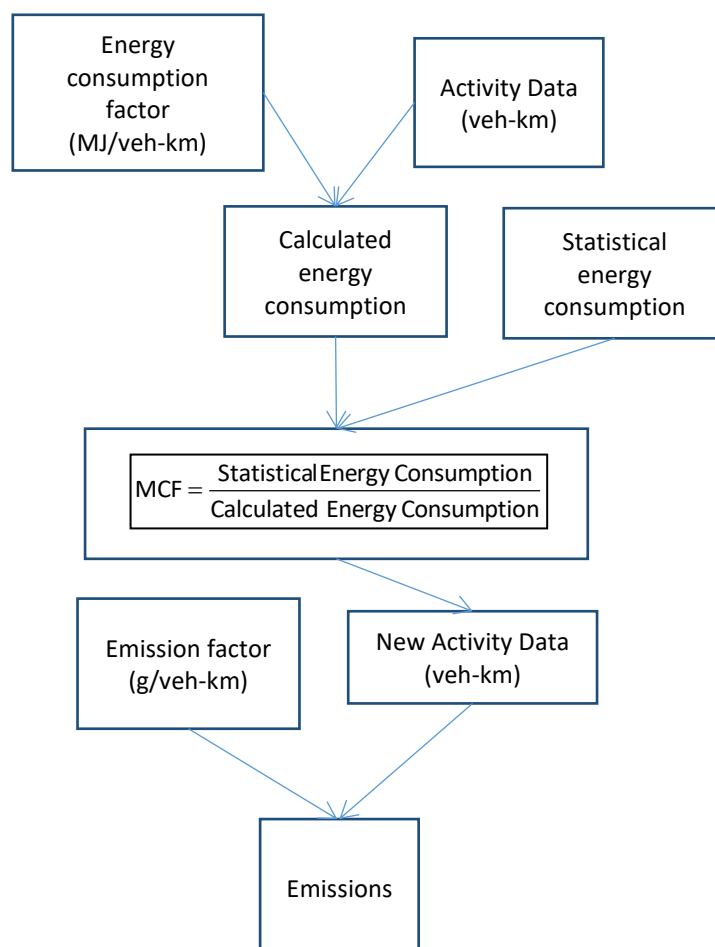 Energy
consumption
factor
(MJ/veh-km)
Activity Data
(veh-km)
Calculated
energy
consumption
Statistical
energy
consumption
MCF = Statistical Energy Consumption
Calculated Energy Consumption
Emission factor
(g/veh-km)
New Activity Data
(veh-km)
Emissions